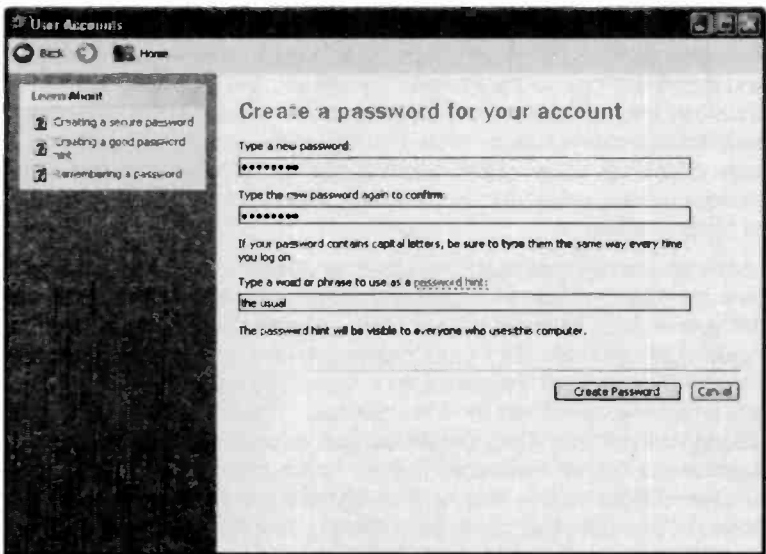 User Accounts
Back Home
Learn About
Creating a secure password
Creating a good password
hint
Remembering a password
Create a password for your account
Type a new password:
••••••••
Type the new password again to confirm:
••••••••
If your password contains capital letters, be sure to type them the same way every time
you log on
Type a word or phrase to use as a password hint:
the usual
The password hint will be visible to everyone who uses this computer.
Create Password Cancel